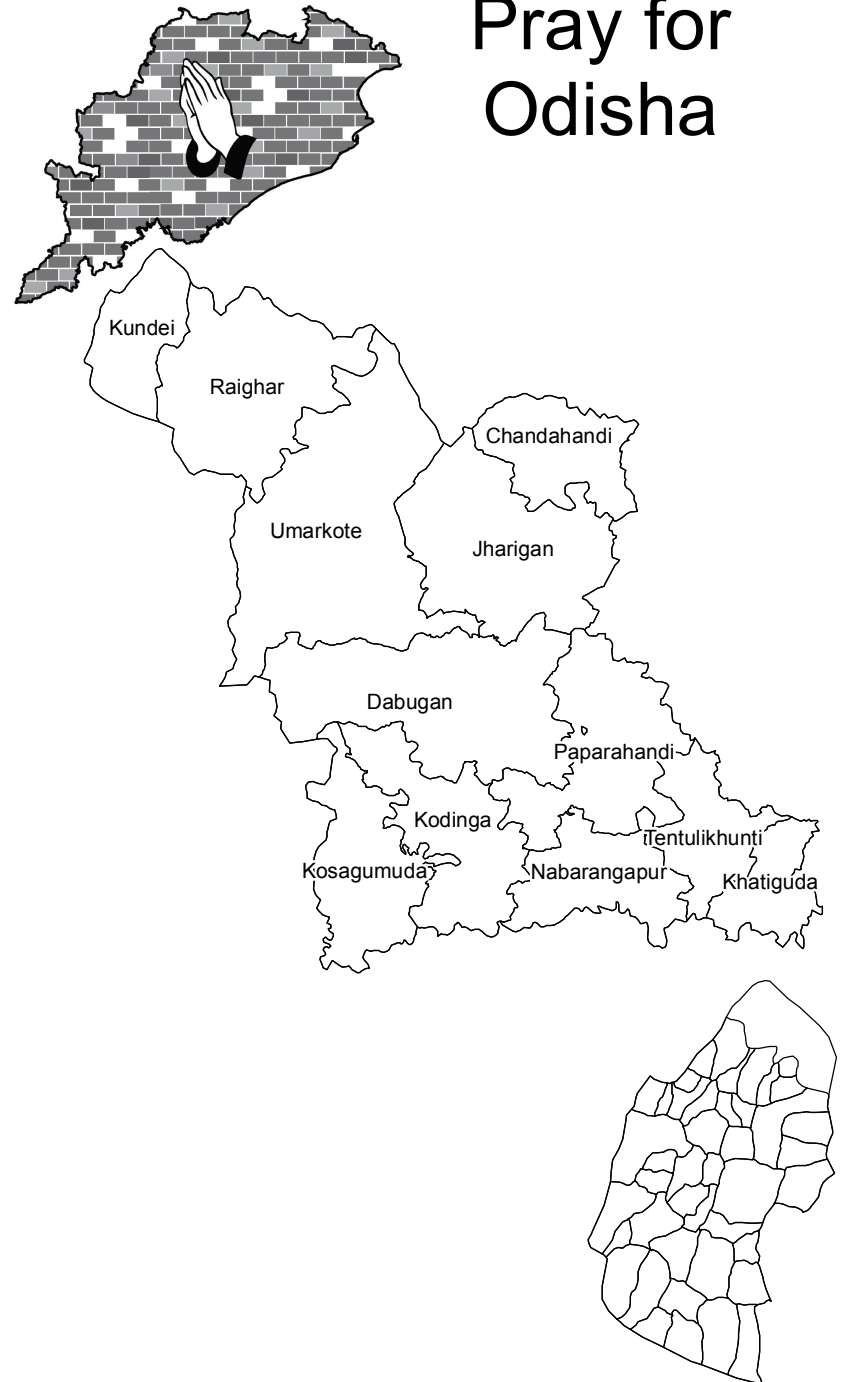 Pray for
Odisha
Kundei
Raighar
Chandahandi
Umarkote
Jharigan
Dabugan
Paparahandi
Kodinga
Tentulikhunti
Kosagumuda
Nabarangapur
Khatiguda